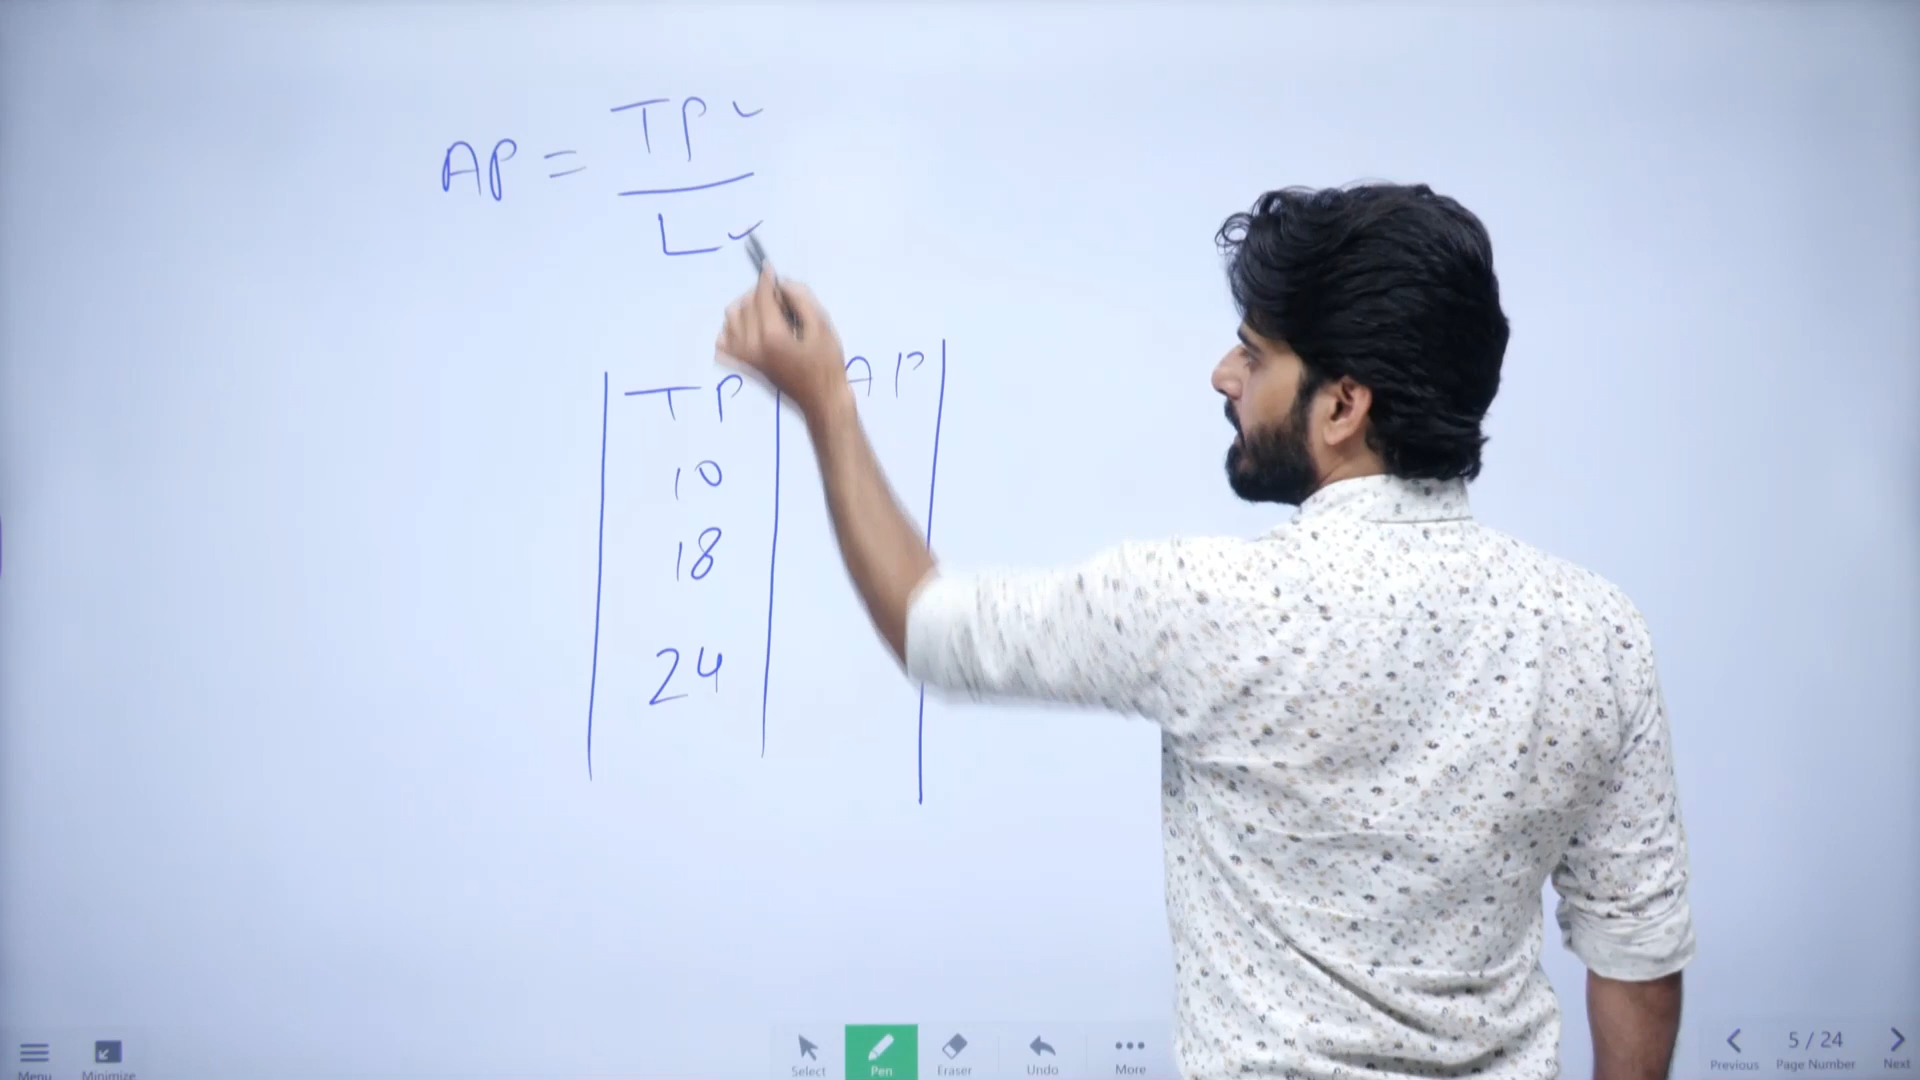 AP = TP
L
TP AP
10
18
24
Menu Minimize Select Pen Eraser Undo More Previous 5 / 24 Page Number Next